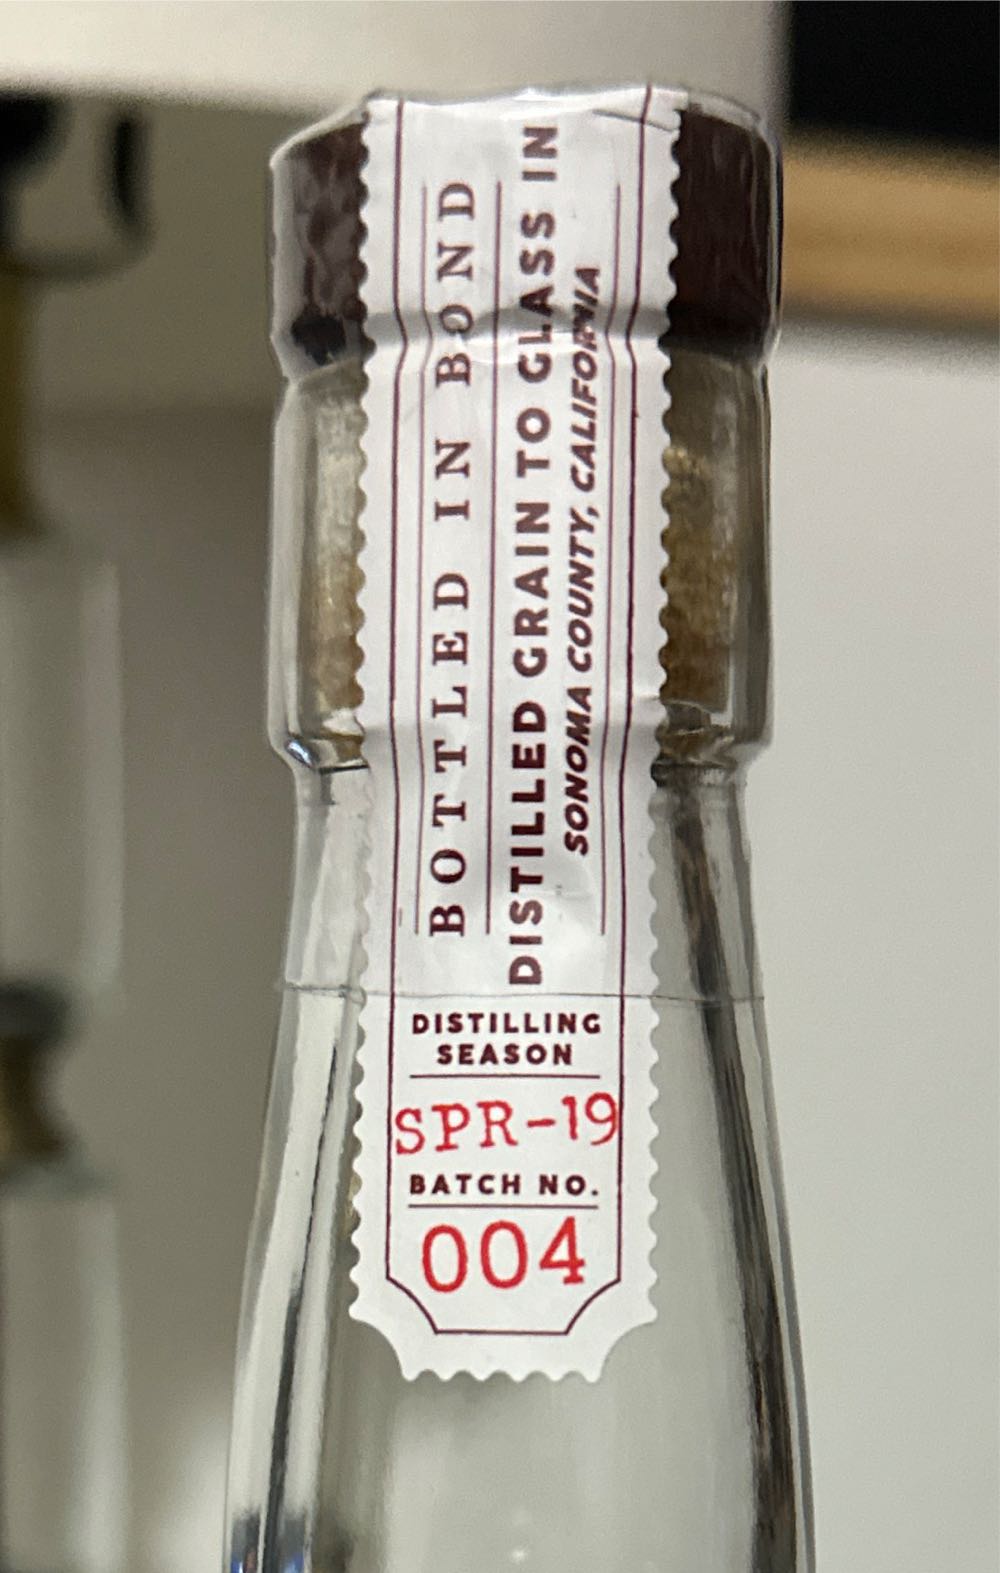 BOTTLED IN BOND
DISTILLED GRAIN TO GLASS IN
SONOMA COUNTY, CALIFORNIA
DISTILLING
SEASON
SPR-19
BATCH NO.
004